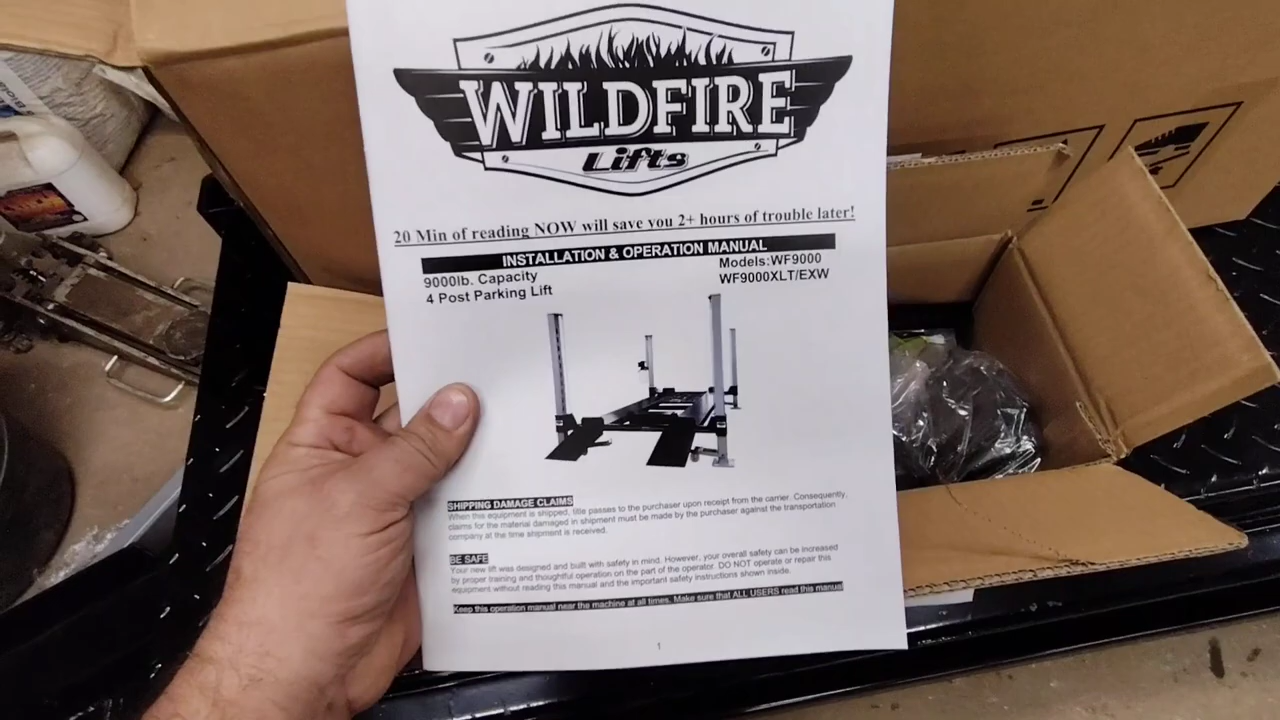 WILDFIRE
Lifts
20 Min of reading NOW will save you 2+ hours of trouble later!
INSTALLATION & OPERATION MANUAL
9000lb. Capacity
4 Post Parking Lift
Models:WF9000
WF9000XLT/EXW
SHIPPING DAMAGE CLAIMS
When this equipment is shipped, title passes to the purchaser upon receipt from the carrier. Consequently,
claims for the material damaged in shipment must be made by the purchaser against the transportation
company at the time shipment is received.
BE SAFE
Your new lift was designed and built with safety in mind. However, your overall safety can be increased
by proper training and thoughtful operation on the part of the operator. DO NOT operate or repair this
equipment without reading this manual and the important safety instructions shown inside.
Keep this operation manual near the machine at all times. Make sure that ALL USERS read this manual
1